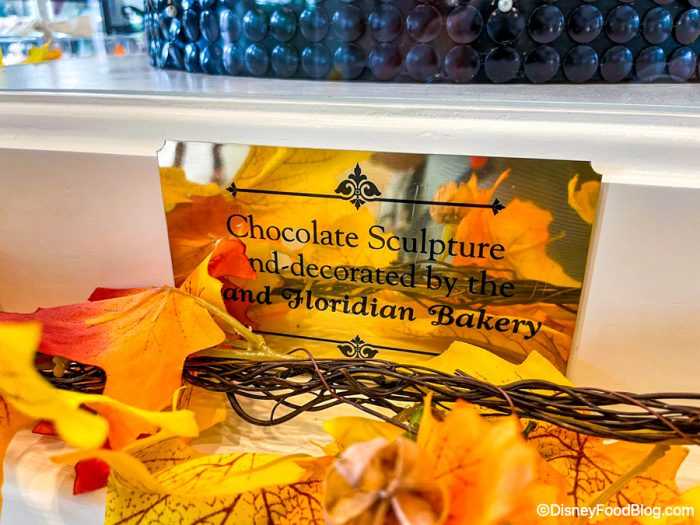 Chocolate Sculpture
nd-decorated by the
and Floridian Bakery
©DisneyFoodBlog.com